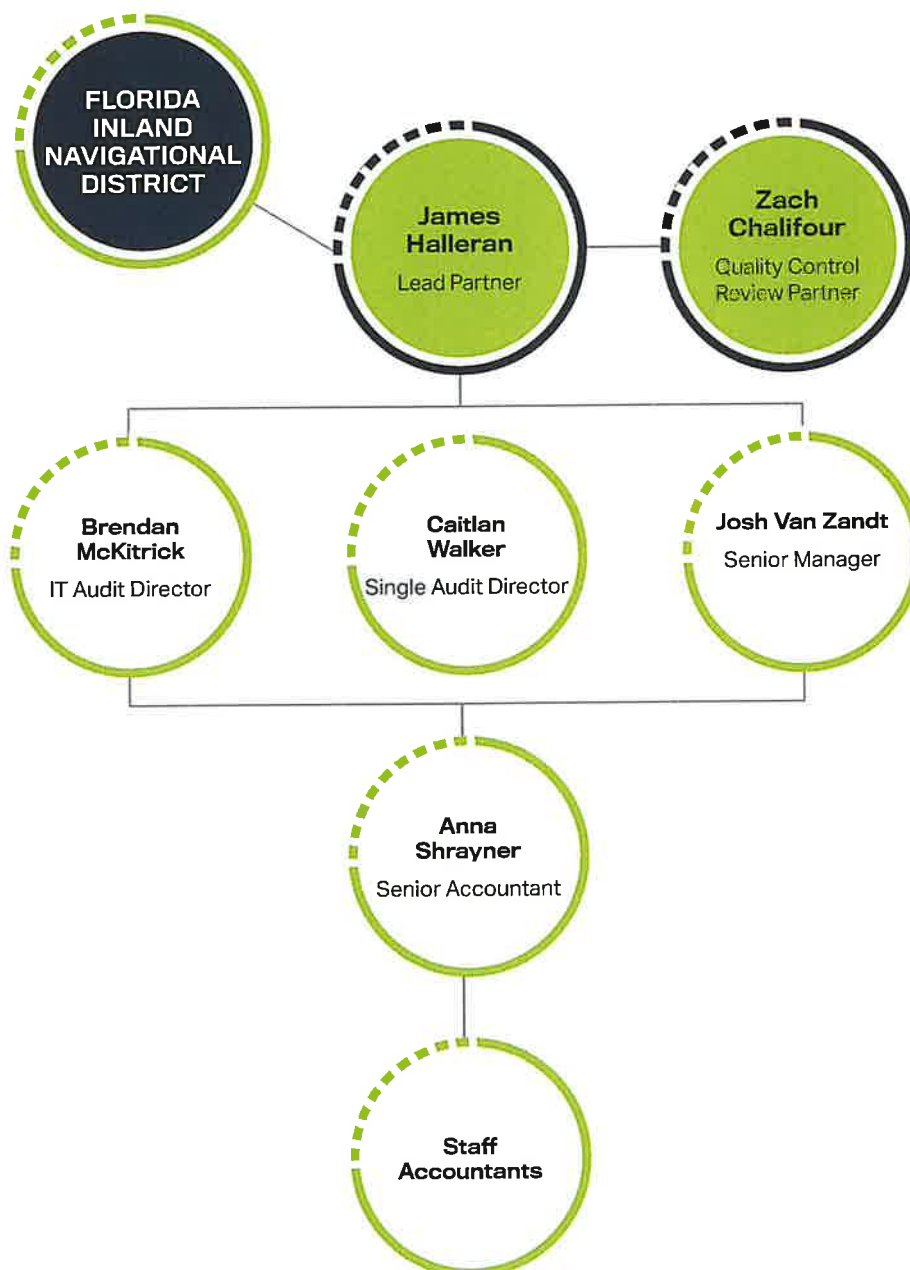 FLORIDA
INLAND
NAVIGATIONAL
DISTRICT
James
Halleran
Lead Partner
Zach
Chalifour
Quality Control
Review Partner
Brendan
McKitrick
IT Audit Director
Caitlan
Walker
Single Audit Director
Josh Van Zandt
Senior Manager
Anna
Shrayner
Senior Accountant
Staff
Accountants